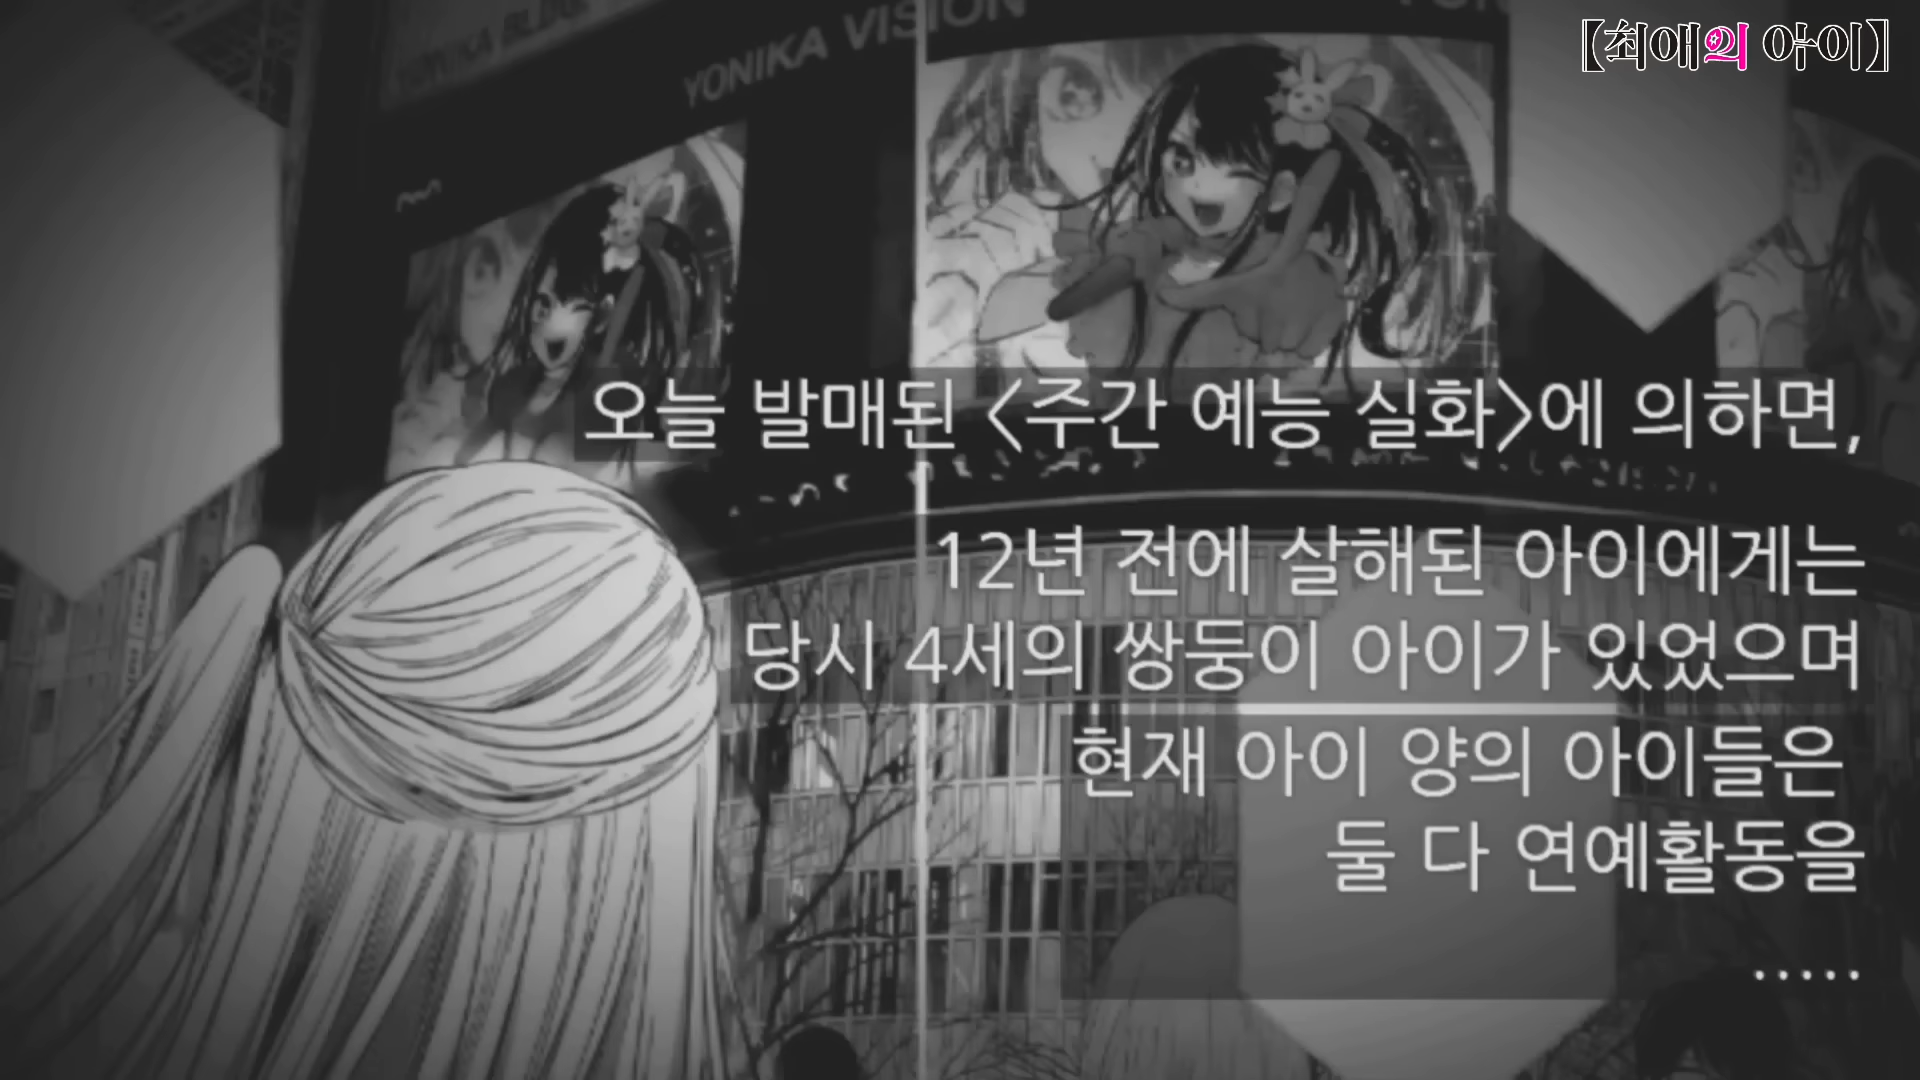 【최애의 아이】
YONIKA BLDG
YONIKA VISION
오늘 발매된 〈주간 예능 실화〉에 의하면,
12년 전에 살해된 아이에게는
당시 4세의 쌍둥이 아이가 있었으며
현재 아이 양의 아이들은
둘 다 연예활동을
.....